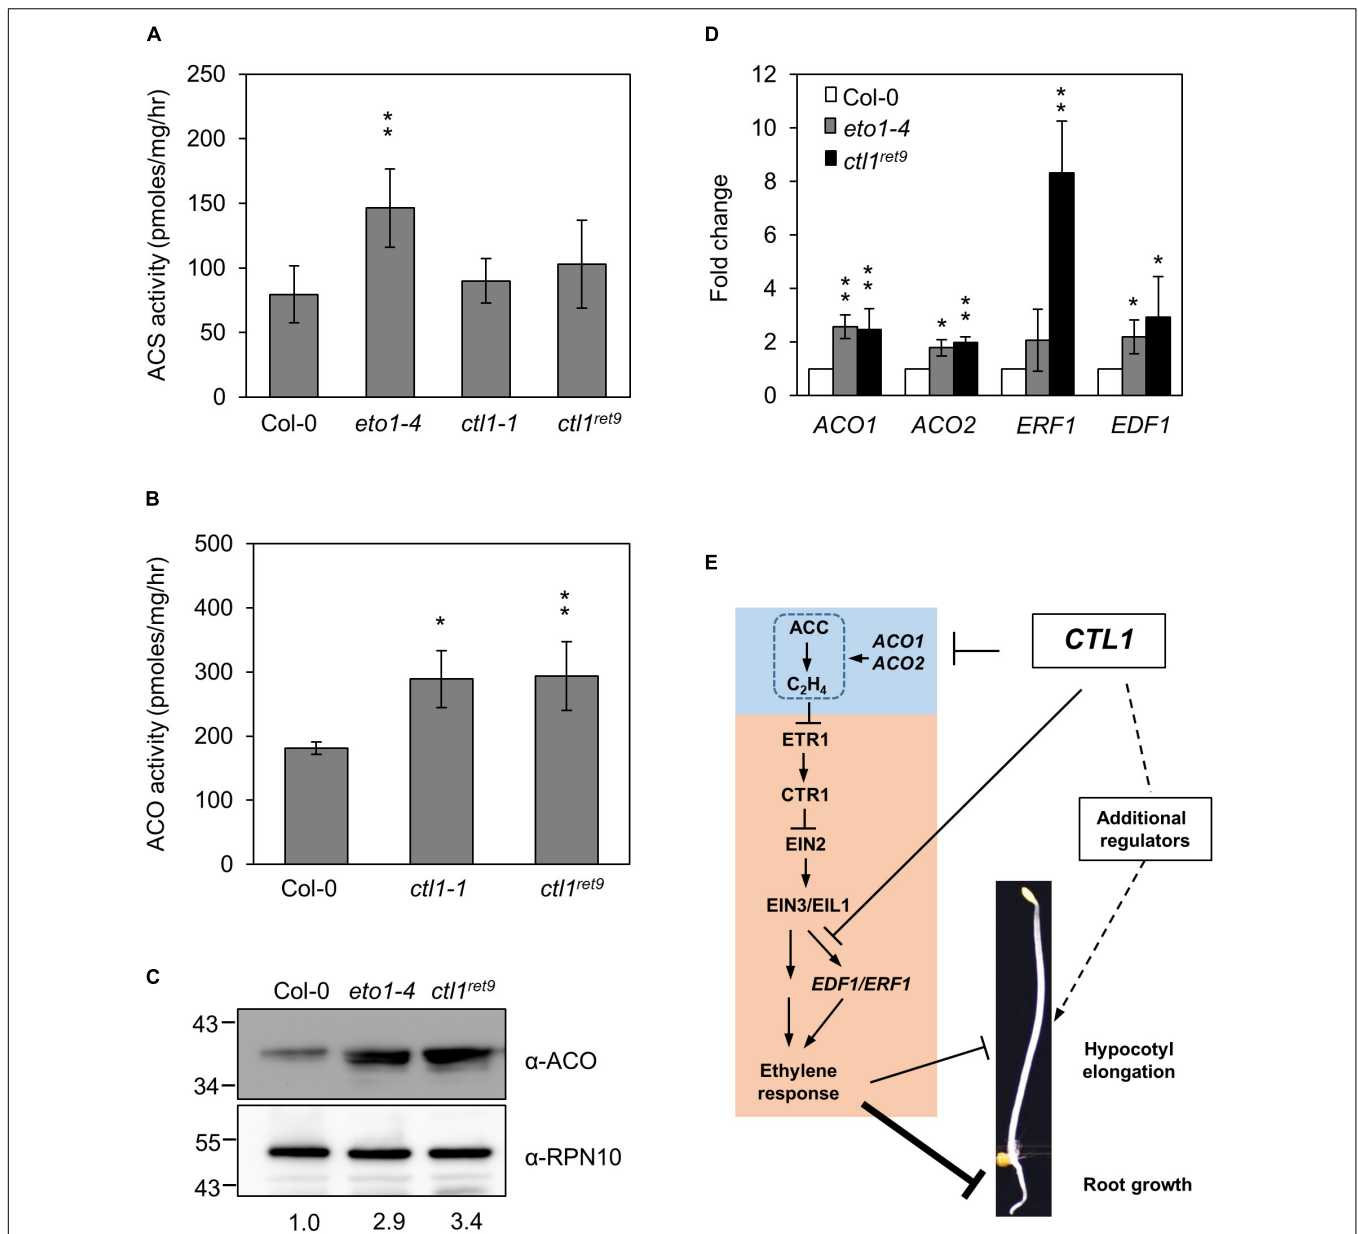 A
ACS activity (pmoles/mg/hr)
250
200
150
100
50
0
* *
Col-0 eto1-4 ctl1-1 ctl1ret9
B
ACO activity (pmoles/mg/hr)
500
400
300
200
100
0
*
* *
Col-0 ctl1-1 ctl1ret9
C
Col-0 eto1-4 ctl1ret9
43
34
α-ACO
55
43
α-RPN10
1.0 2.9 3.4
D
Fold change
12
10
8
6
4
2
0
Col-0
eto1-4
ctl1ret9
* * * *
* * *
* *
* *
ACO1 ACO2 ERF1 EDF1
E
ACC
C2H4
ACO1
ACO2
CTL1
ETR1
CTR1
EIN2
EIN3/EIL1
EDF1/ERF1
Ethylene
response
Additional
regulators
Hypocotyl
elongation
Root growth